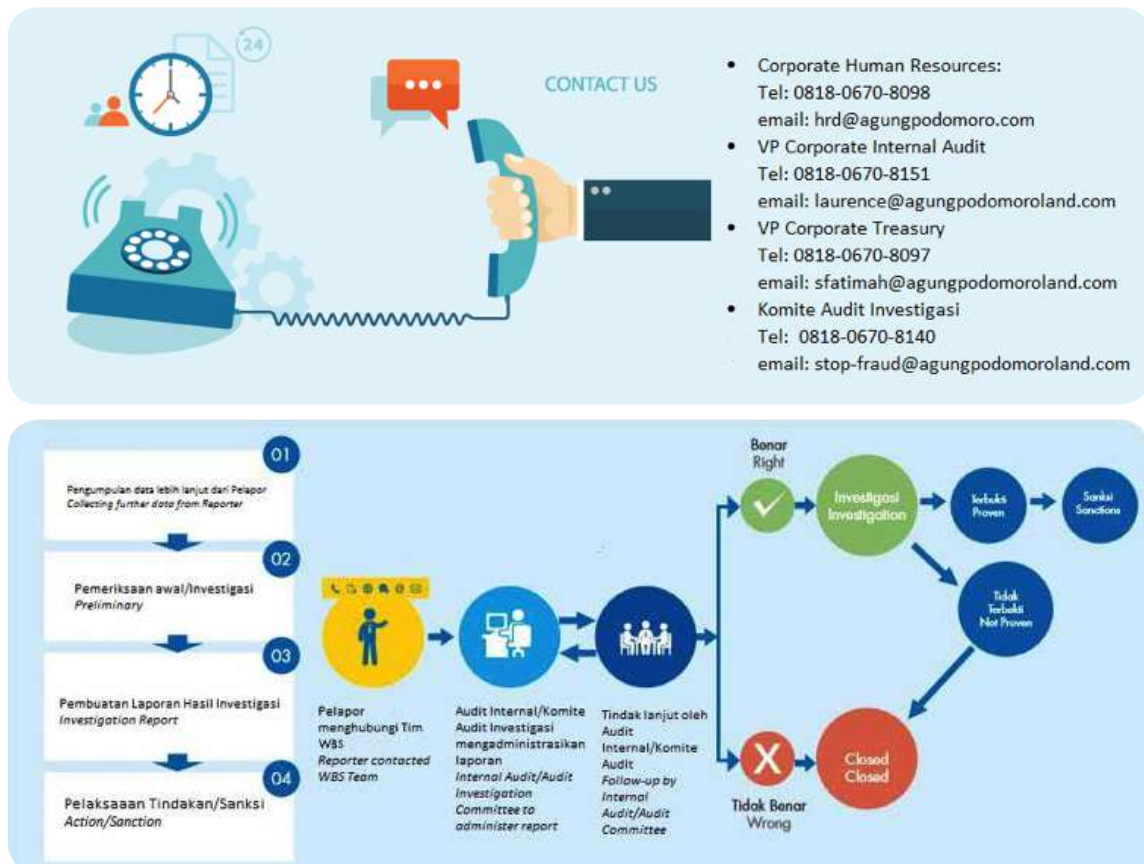 24
CONTACT US
• Corporate Human Resources:
Tel: 0818-0670-8098
email: hrd@agungpodomoro.com
• VP Corporate Internal Audit
Tel: 0818-0670-8151
email: laurence@agungpodomoroland.com
• VP Corporate Treasury
Tel: 0818-0670-8097
email: sfatimah@agungpodomoroland.com
• Komite Audit Investigasi
Tel: 0818-0670-8140
email: stop-fraud@agungpodomoroland.com
01
Pengumpulan data lebih lanjut dari Pelapor
Collecting further data from Reporter
02
Pemeriksaan awal/Investigasi
Preliminary
03
Pembuatan Laporan Hasil Investigasi
Investigation Report
04
Pelaksaaan Tindakan/Sanksi
Action/Sanction
Pelapor
menghubungi Tim
WBS
Reporter contacted
WBS Team
Audit Internal/Komite
Audit Investigasi
mengadministrasikan
laporan
Internal Audit/Audit
Investigation
Committee to
administer report
Tindak lanjut oleh
Audit
Internal/Komite
Audit
Follow-up by
Internal
Audit/Audit
Committee
Benar
Right
Investigasi
Investigation
Terbukti
Proven
Sanksi
Sanctions
Tidak
Terbukti
Not Proven
Tidak Benar
Wrong
Closed
Closed